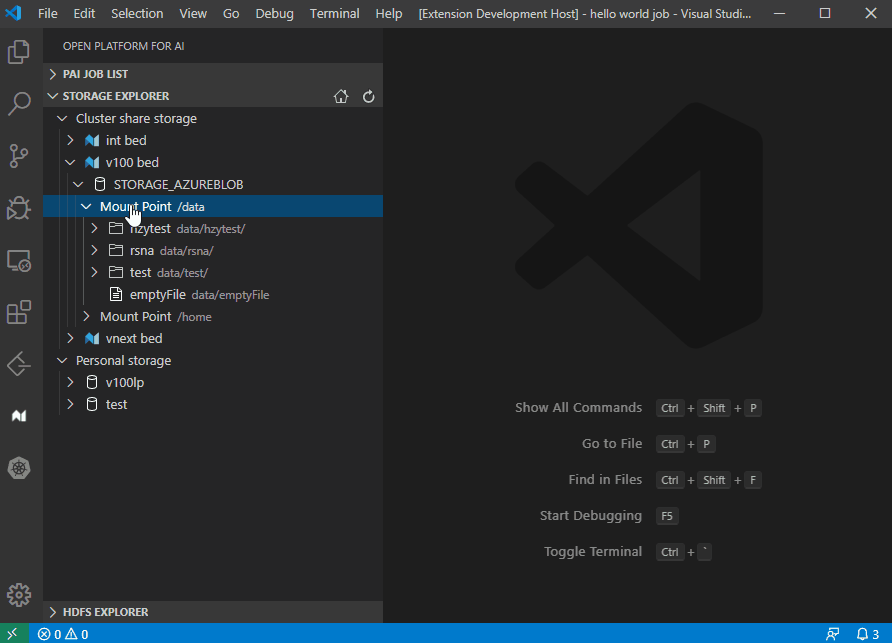 File Edit Selection View Go Debug Terminal Help [Extension Development Host] - hello world job - Visual Studi...
OPEN PLATFORM FOR AI
PAI JOB LIST
STORAGE EXPLORER
Cluster share storage
int bed
v100 bed
STORAGE_AZUREBLOB
Mount Point /data
hzytest data/hzytest/
rsna data/rsna/
test data/test/
emptyFile data/emptyFile
Mount Point /home
vnext bed
Personal storage
v100lp
test
HDFS EXPLORER
Show All Commands Ctrl + Shift + P
Go to File Ctrl + P
Find in Files Ctrl + Shift + F
Start Debugging F5
Toggle Terminal Ctrl + `
0 0 3